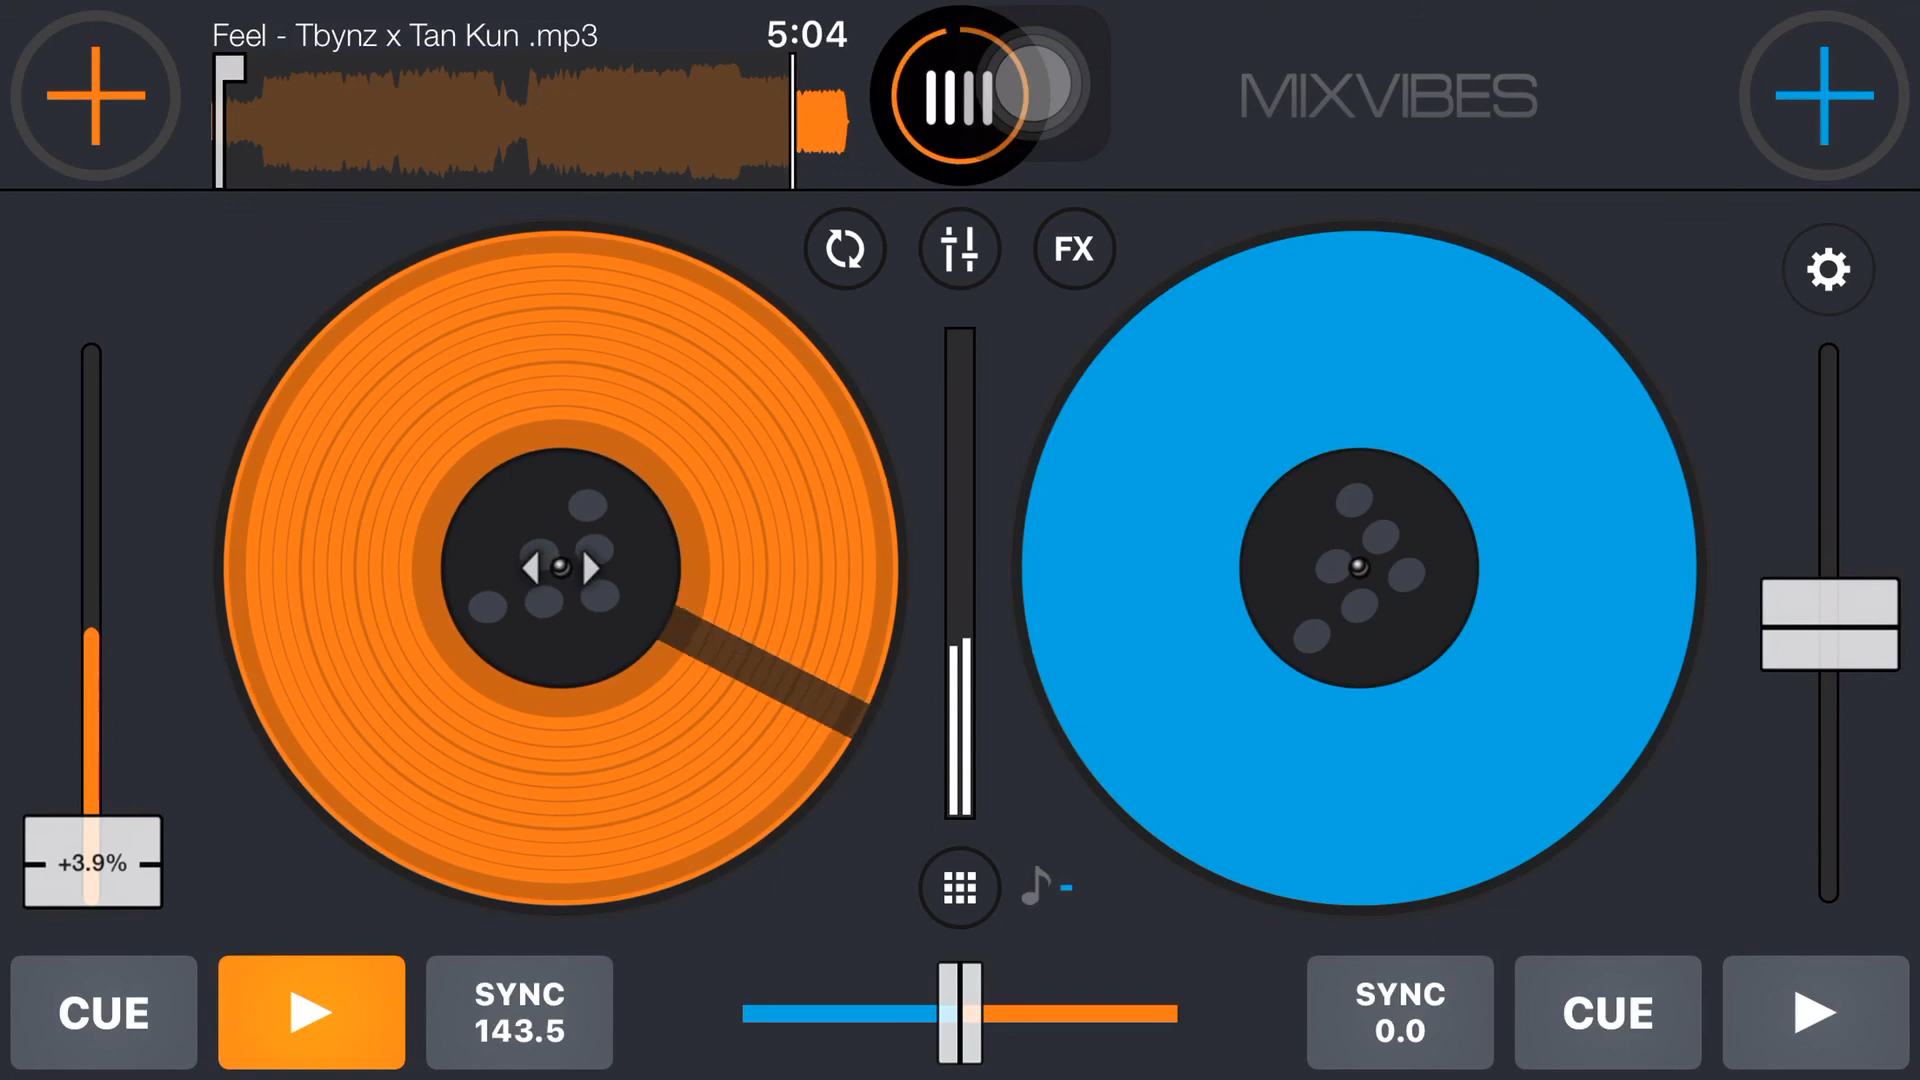 Feel - Tbynz x Tan Kun .mp3
5:04
MIXVIBES
FX
+3.9%
CUE
SYNC
143.5
SYNC
0.0
CUE